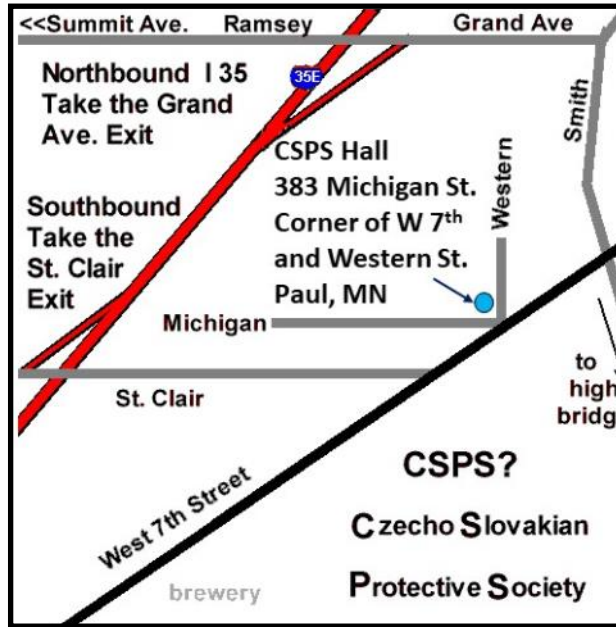 <<Summit Ave. Ramsey Grand Ave
Northbound I 35
Take the Grand
Ave. Exit
35E
Smith
CSPS Hall
383 Michigan St.
Corner of W 7th
and Western St.
Paul, MN
Western
Southbound
Take the
St. Clair
Exit
Michigan
St. Clair
to
high
bridg
West 7th Street
CSPS?
Czecho Slovakian
Protective Society
brewery